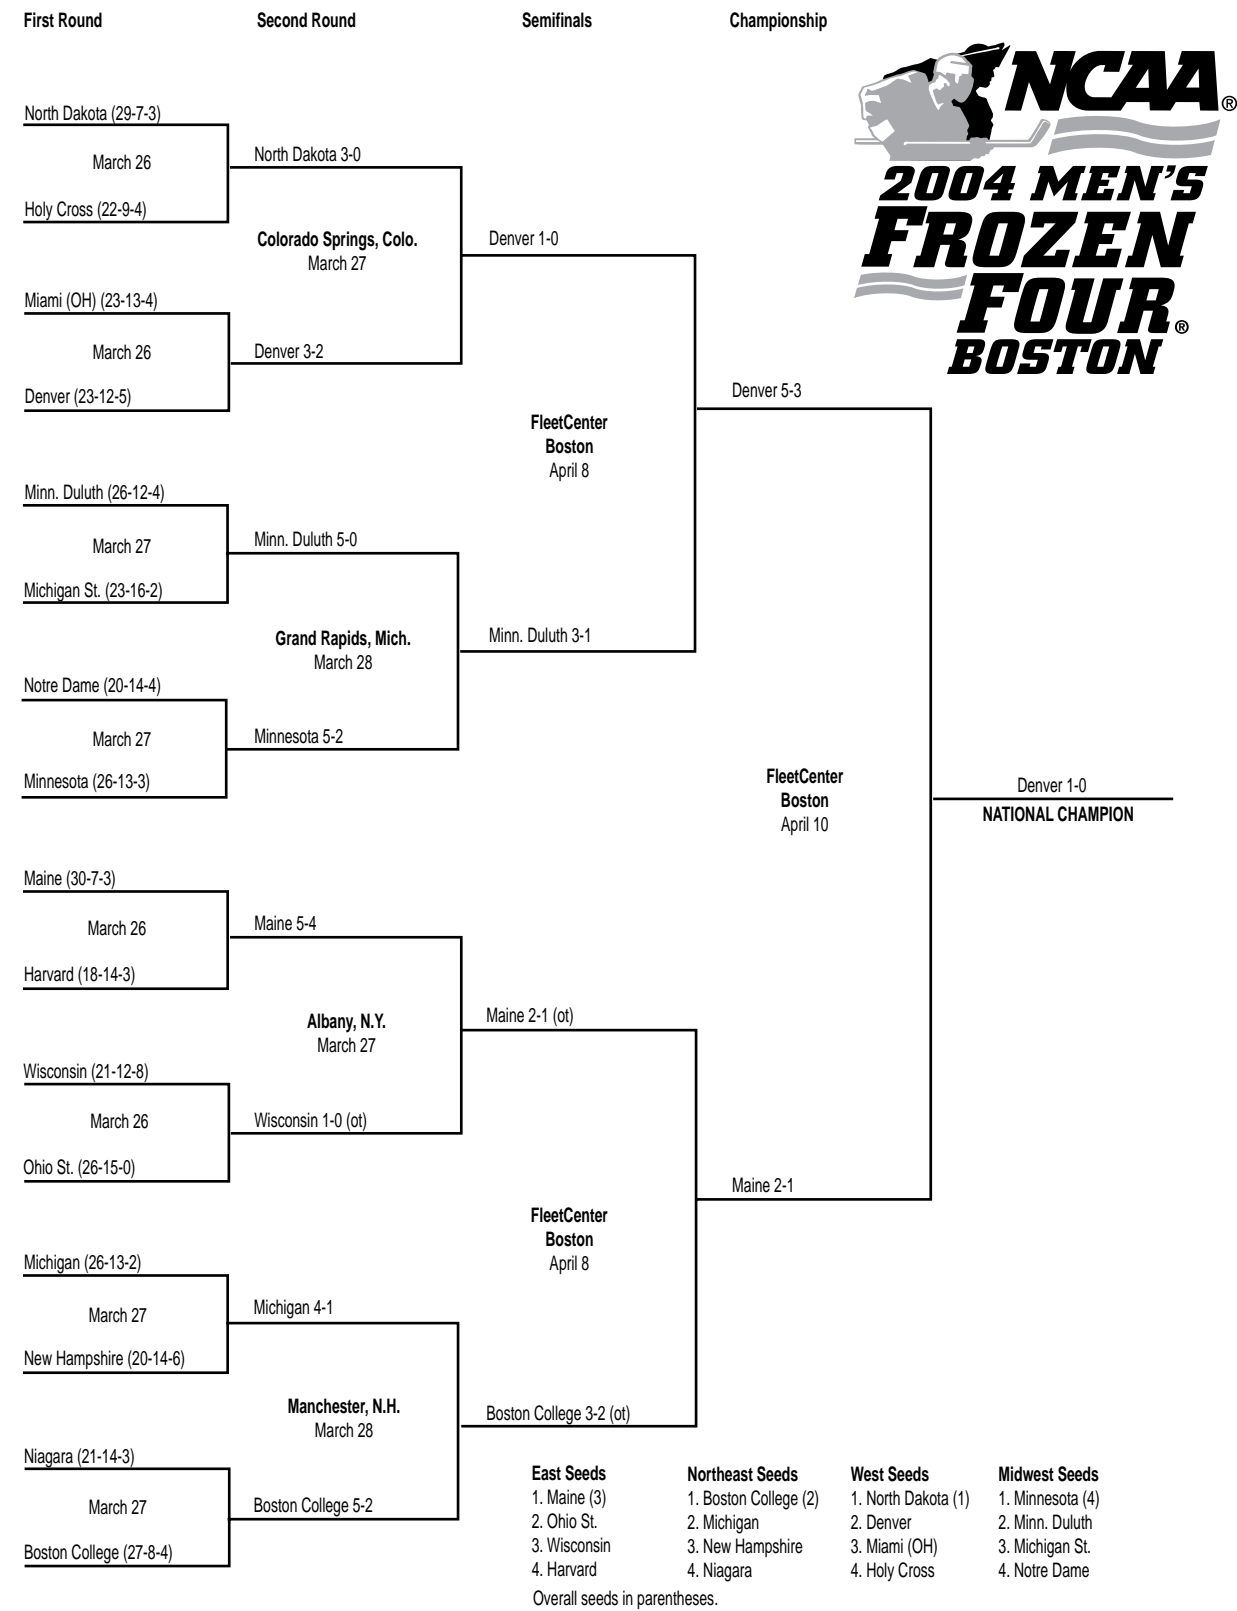 First Round
Second Round
Semifinals
Championship
NCAA®
2004 MEN'S
FROZEN
FOUR®
BOSTON
North Dakota (29-7-3)
March 26
Holy Cross (22-9-4)
North Dakota 3-0
Colorado Springs, Colo.
March 27
Miami (OH) (23-13-4)
March 26
Denver (23-12-5)
Denver 3-2
Denver 1-0
FleetCenter
Boston
April 8
Denver 5-3
Minn. Duluth (26-12-4)
March 27
Michigan St. (23-16-2)
Minn. Duluth 5-0
Grand Rapids, Mich.
March 28
Minn. Duluth 3-1
Notre Dame (20-14-4)
March 27
Minnesota (26-13-3)
Minnesota 5-2
FleetCenter
Boston
April 10
Denver 1-0
NATIONAL CHAMPION
Maine (30-7-3)
March 26
Harvard (18-14-3)
Maine 5-4
Albany, N.Y.
March 27
Maine 2-1 (ot)
Wisconsin (21-12-8)
March 26
Ohio St. (26-15-0)
Wisconsin 1-0 (ot)
FleetCenter
Boston
April 8
Maine 2-1
Michigan (26-13-2)
March 27
New Hampshire (20-14-6)
Michigan 4-1
Manchester, N.H.
March 28
Boston College 3-2 (ot)
Niagara (21-14-3)
March 27
Boston College (27-8-4)
Boston College 5-2
East Seeds
1. Maine (3)
2. Ohio St.
3. Wisconsin
4. Harvard
Northeast Seeds
1. Boston College (2)
2. Michigan
3. New Hampshire
4. Niagara
West Seeds
1. North Dakota (1)
2. Denver
3. Miami (OH)
4. Holy Cross
Midwest Seeds
1. Minnesota (4)
2. Minn. Duluth
3. Michigan St.
4. Notre Dame
Overall seeds in parentheses.